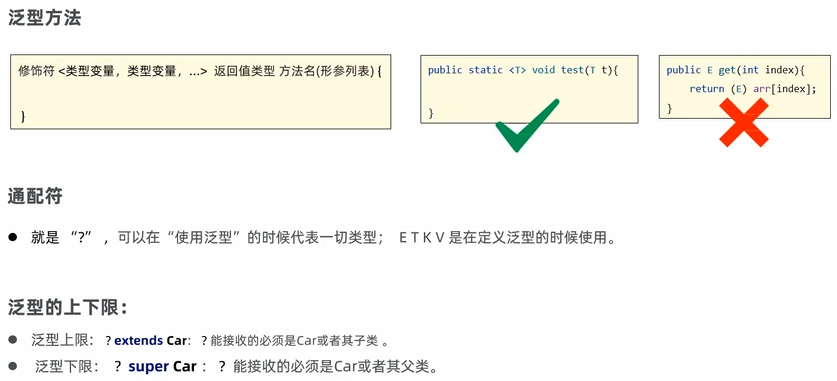 泛型方法
修饰符 <类型变量，类型变量，...> 返回值类型 方法名(形参列表) {
}
public static <T> void test(T t){
}
public E get(int index){
return (E) arr[index];
}
通配符
● 就是 “?” ，可以在“使用泛型”的时候代表一切类型； E T K V 是在定义泛型的时候使用。
泛型的上下限：
● 泛型上限： ? extends Car: ? 能接收的必须是Car或者其子类 。
● 泛型下限： ? super Car : ? 能接收的必须是Car或者其父类。